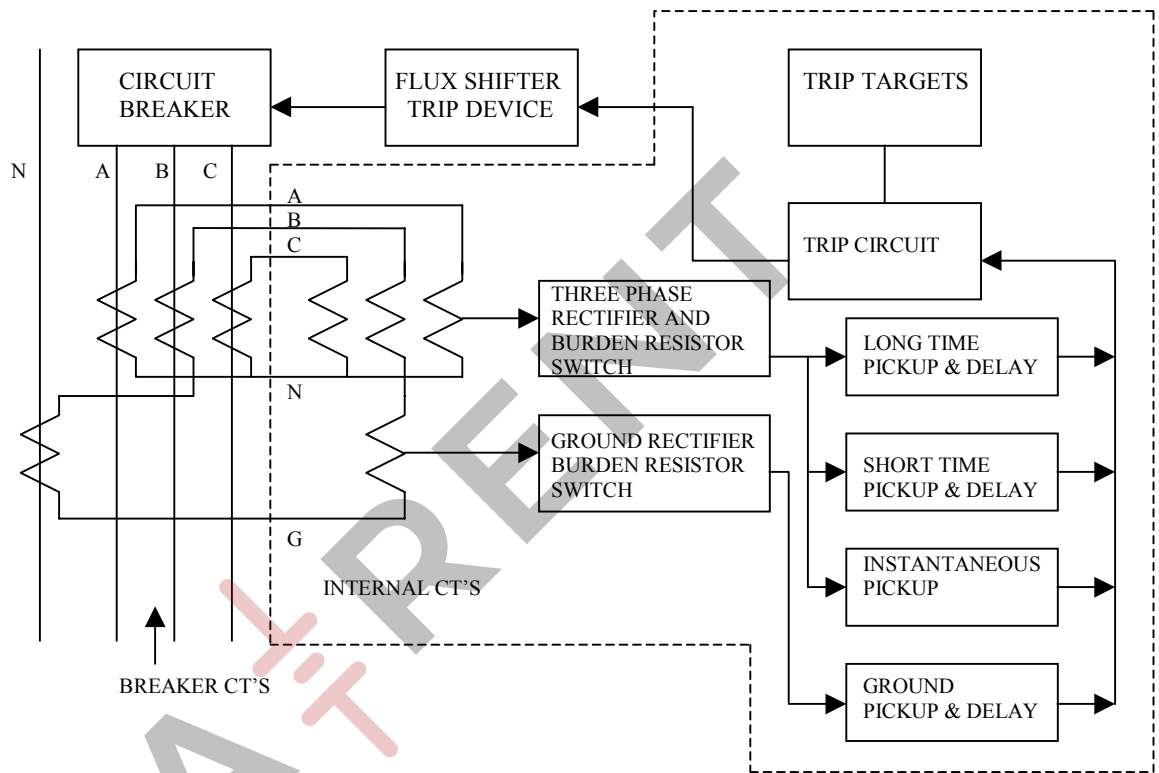 CIRCUIT
BREAKER
FLUX SHIFTER
TRIP DEVICE
TRIP TARGETS
N
A
B
C
A
B
C
TRIP CIRCUIT
THREE PHASE
RECTIFIER AND
BURDEN RESISTOR
SWITCH
LONG TIME
PICKUP & DELAY
N
GROUND RECTIFIER
BURDEN RESISTOR
SWITCH
SHORT TIME
PICKUP & DELAY
G
INTERNAL CT'S
INSTANTANEOUS
PICKUP
BREAKER CT'S
GROUND
PICKUP & DELAY
A RENT